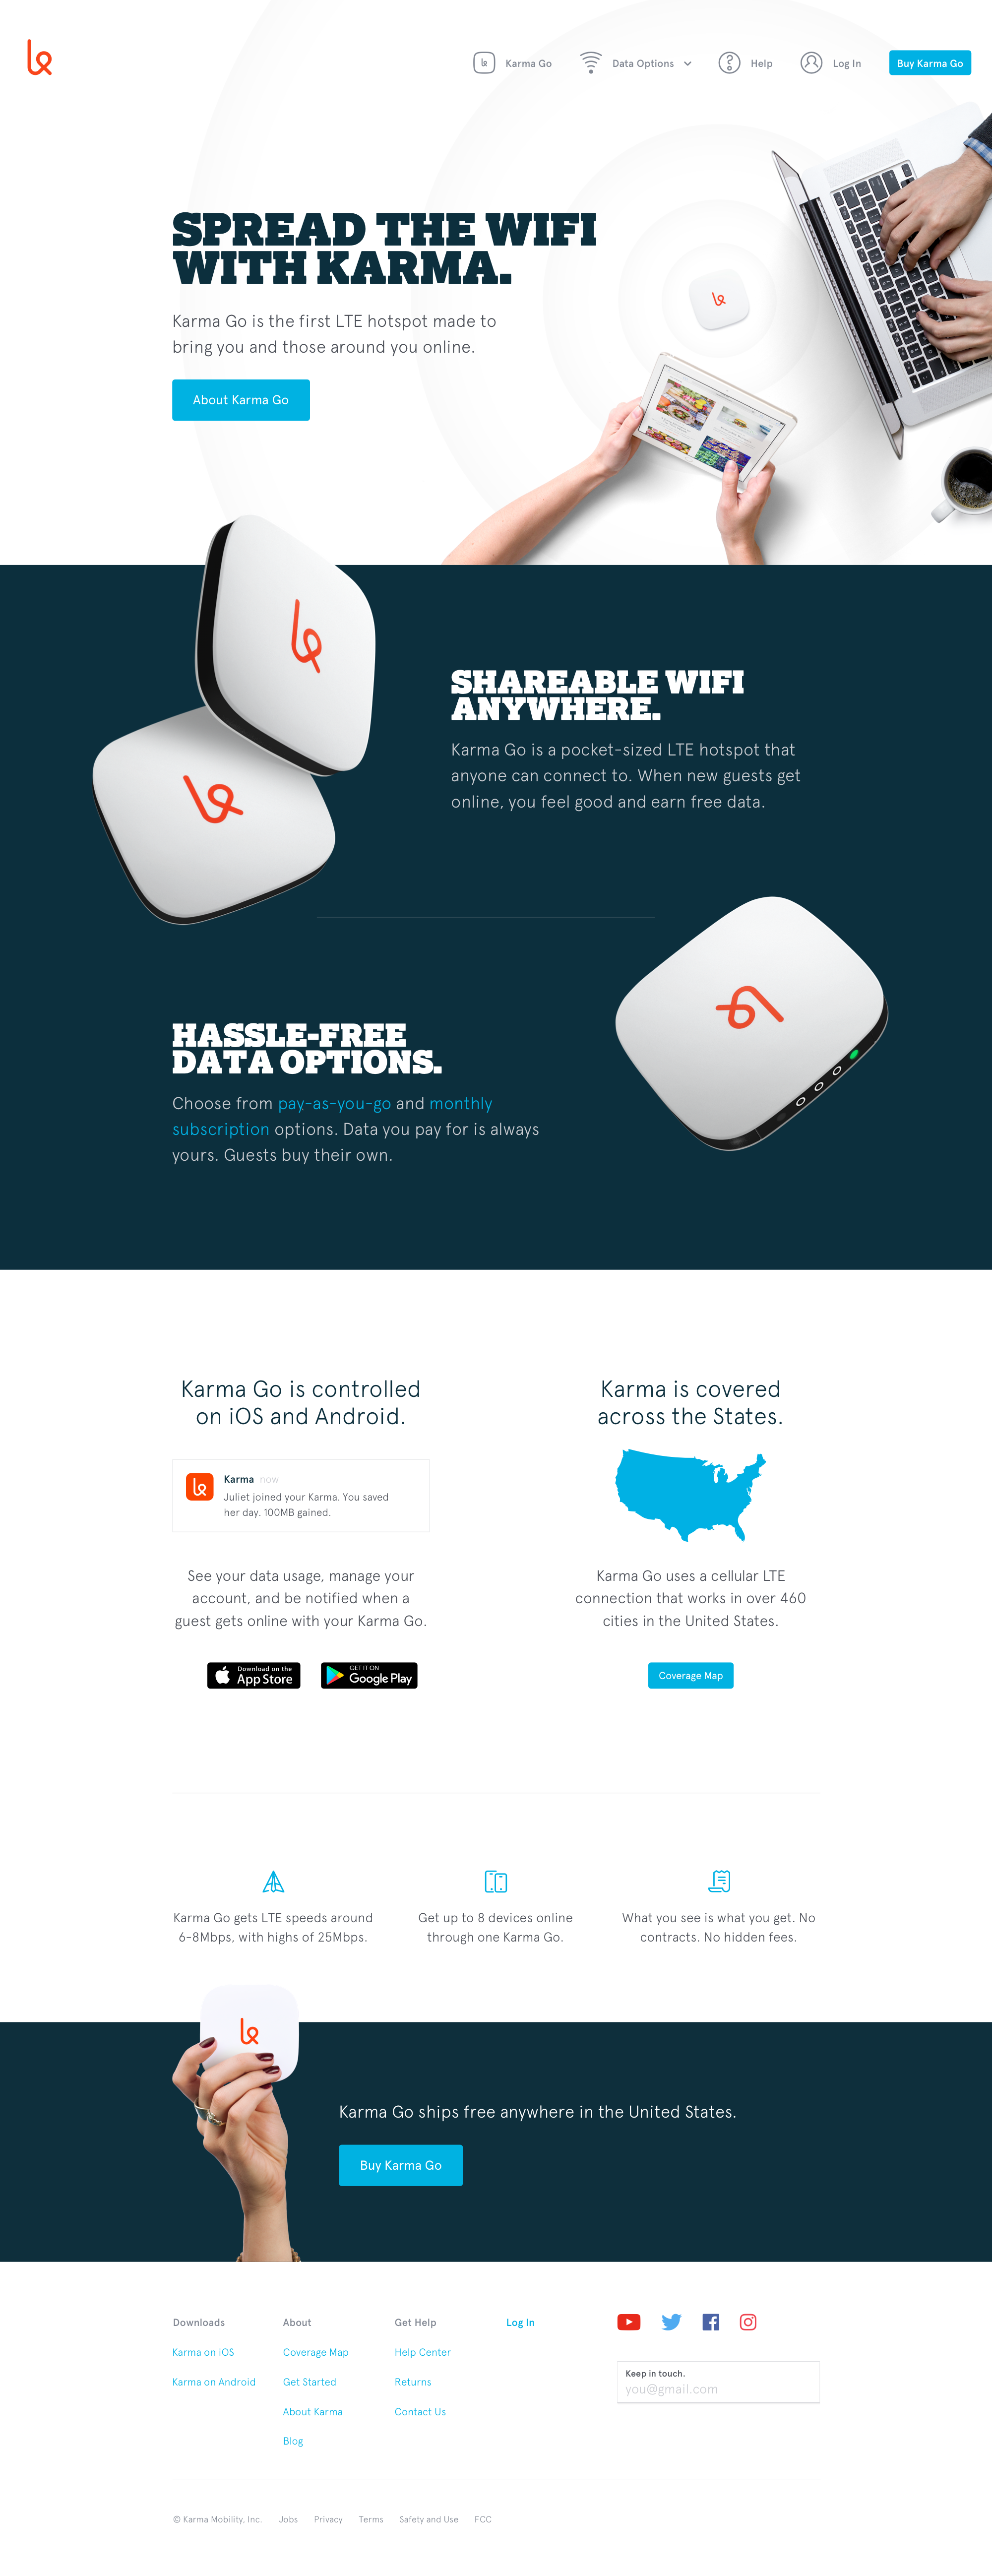 Karma Go
Data Options
Help
Log In
Buy Karma Go
SPREAD THE WIFI
WITH KARMA.
Karma Go is the first LTE hotspot made to
bring you and those around you online.
About Karma Go
SHAREABLE WIFI
ANYWHERE.
Karma Go is a pocket-sized LTE hotspot that
anyone can connect to. When new guests get
online, you feel good and earn free data.
HASSLE-FREE
DATA OPTIONS.
Choose from pay-as-you-go and monthly
subscription options. Data you pay for is always
yours. Guests buy their own.
Karma Go is controlled
on iOS and Android.
Karma now
Juliet joined your Karma. You saved
her day. 100MB gained.
See your data usage, manage your
account, and be notified when a
guest gets online with your Karma Go.
Download on the
App Store
GET IT ON
Google Play
Karma is covered
across the States.
Karma Go uses a cellular LTE
connection that works in over 460
cities in the United States.
Coverage Map
Karma Go gets LTE speeds around
6-8Mbps, with highs of 25Mbps.
Get up to 8 devices online
through one Karma Go.
What you see is what you get. No
contracts. No hidden fees.
Karma Go ships free anywhere in the United States.
Buy Karma Go
Downloads
Karma on iOS
Karma on Android
About
Coverage Map
Get Started
About Karma
Blog
Get Help
Help Center
Returns
Contact Us
Log In
Keep in touch.
you@gmail.com
© Karma Mobility, Inc. Jobs Privacy Terms Safety and Use FCC